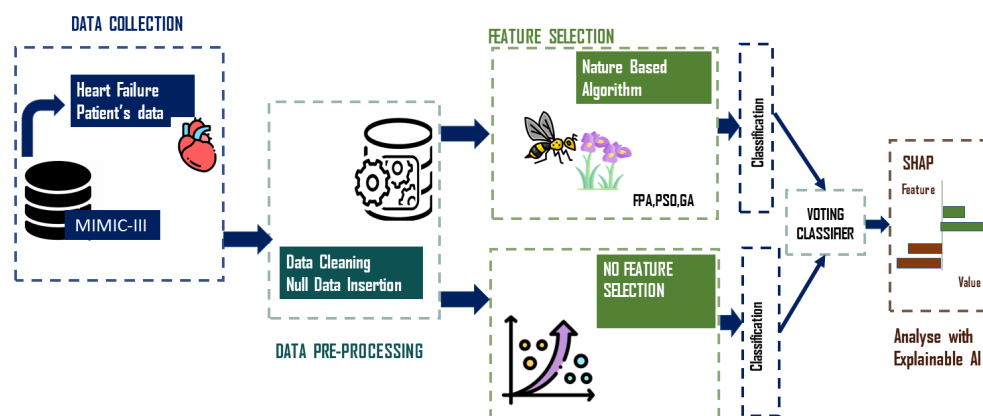 DATA COLLECTION
Heart Failure
Patient's data
MIMIC-III
Data Cleaning
Null Data Insertion
DATA PRE-PROCESSING
FEATURE SELECTION
Nature Based
Algorithm
FPA,PSO,GA
NO FEATURE
SELECTION
Classification
Classification
VOTING
CLASSIFIER
SHAP
Feature
Value
Analyse with
Explainable AI